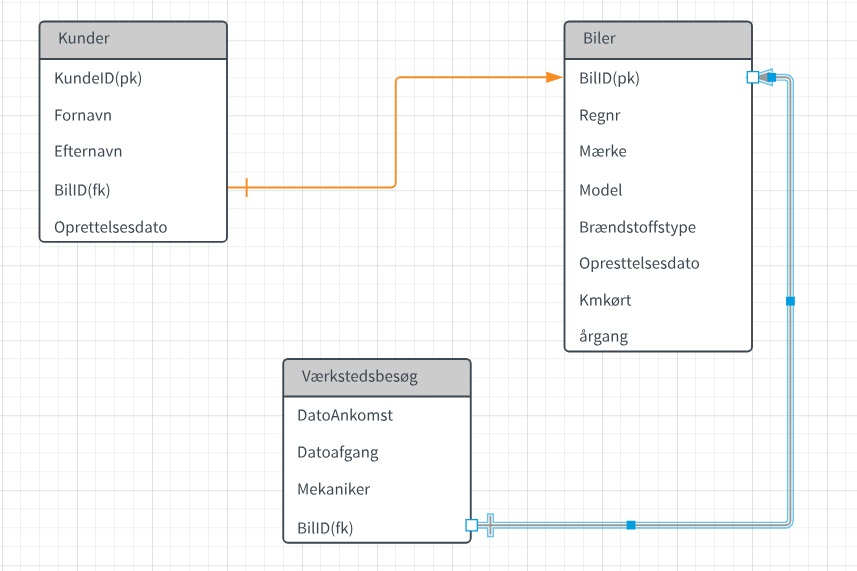 Kunder
KundeID(pk)
Fornavn
Efternavn
BilID(fk)
Oprettelsesdato
Biler
BilID(pk)
Regnr
Mærke
Model
Brændstoffstype
Opresttelsesdato
Kmkørt
årgang
Værkstedsbesøg
DatoAnkomst
Datoafgang
Mekaniker
BilID(fk)